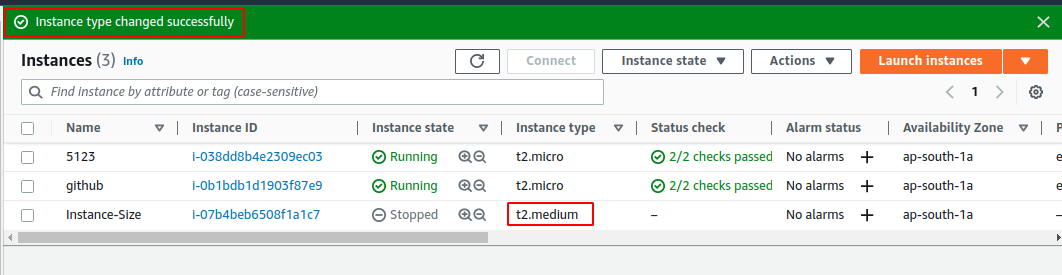 Instance type changed successfully
Instances (3) Info Connect Instance state Actions Launch instances
Find instance by attribute or tag (case-sensitive) 1
Name Instance ID Instance state Instance type Status check Alarm status Availability Zone P
5123 i-038dd8b4e2309ec03 Running t2.micro 2/2 checks passed No alarms + ap-south-1a e
github i-0b1bdb1d1903f87e9 Running t2.micro 2/2 checks passed No alarms + ap-south-1a e
Instance-Size i-07b4beb6508f1a1c7 Stopped t2.medium – No alarms + ap-south-1a –